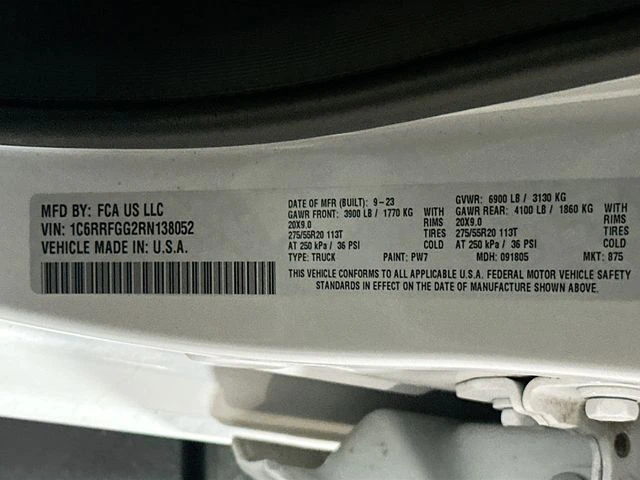 MFD BY: FCA US LLC
VIN: 1C6RRFGG2RN138052
VEHICLE MADE IN: U.S.A.
DATE OF MFR (BUILT): 9-23 GVWR: 6900 LB / 3130 KG
GAWR FRONT: 3900 LB / 1770 KG WITH GAWR REAR: 4100 LB / 1860 KG WITH
20X9.0 RIMS 20X9.0 RIMS
275/55R20 113T TIRES 275/55R20 113T TIRES
AT 250 kPa / 36 PSI COLD AT 250 kPa / 36 PSI COLD
TYPE: TRUCK PAINT: PW7 MDH: 091805 MKT: 875
THIS VEHICLE CONFORMS TO ALL APPLICABLE U.S.A. FEDERAL MOTOR VEHICLE SAFETY
STANDARDS IN EFFECT ON THE DATE OF MANUFACTURE SHOWN ABOVE.